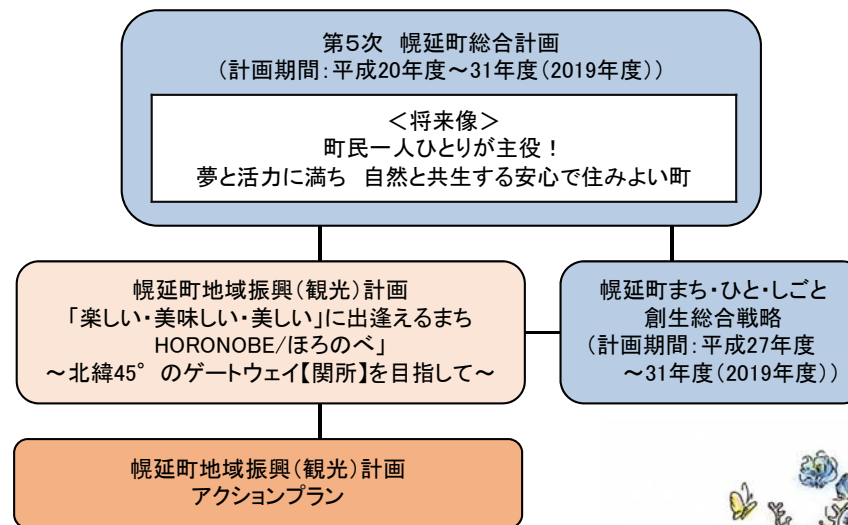 第5次 幌延町総合計画
(計画期間:平成20年度～31年度(2019年度))
＜将来像＞
町民一人ひとりが主役！
夢と活力に満ち 自然と共生する安心で住みよい町
幌延町地域振興(観光)計画
「楽しい・美味しい・美しい」に出逢えるまち
HORONOBE/ほろのべ」
～北緯45°のゲートウェイ【関所】を目指して～
幌延町まち・ひと・しごと
創生総合戦略
(計画期間:平成27年度
～31年度(2019年度))
幌延町地域振興(観光)計画
アクションプラン